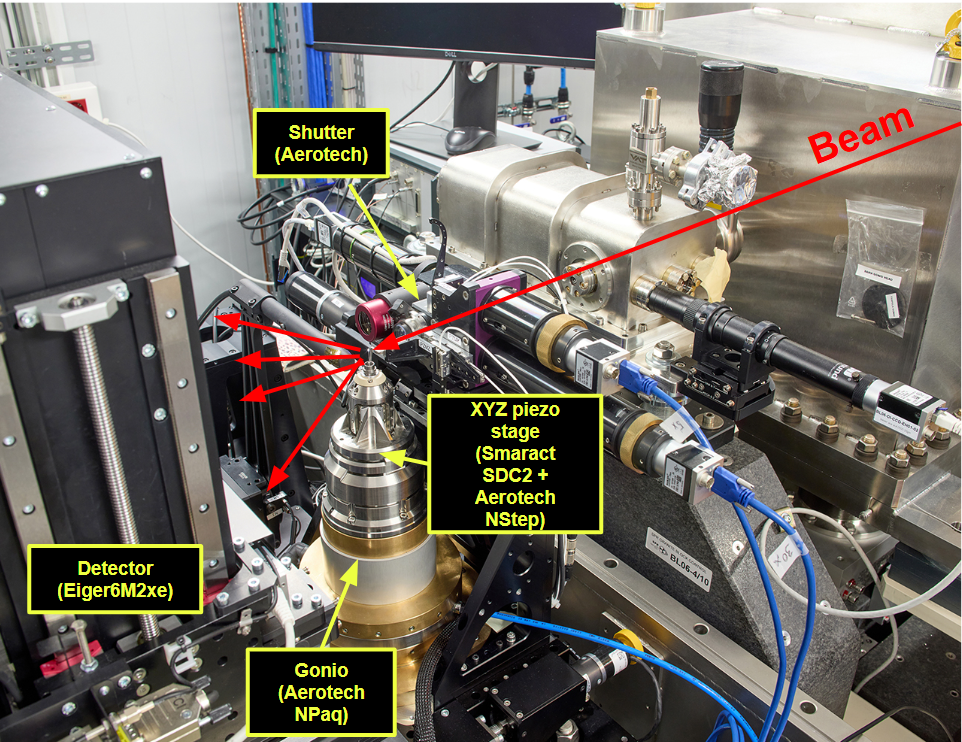 DELL
Shutter
(Aerotech)
Beam
VAT
XYZ piezo
stage
(Smaract
SDC2 +
Aerotech
NStep)
Detector
(Eiger6M2xe)
BL06-4/10
Gonio
(Aerotech
NPaq)